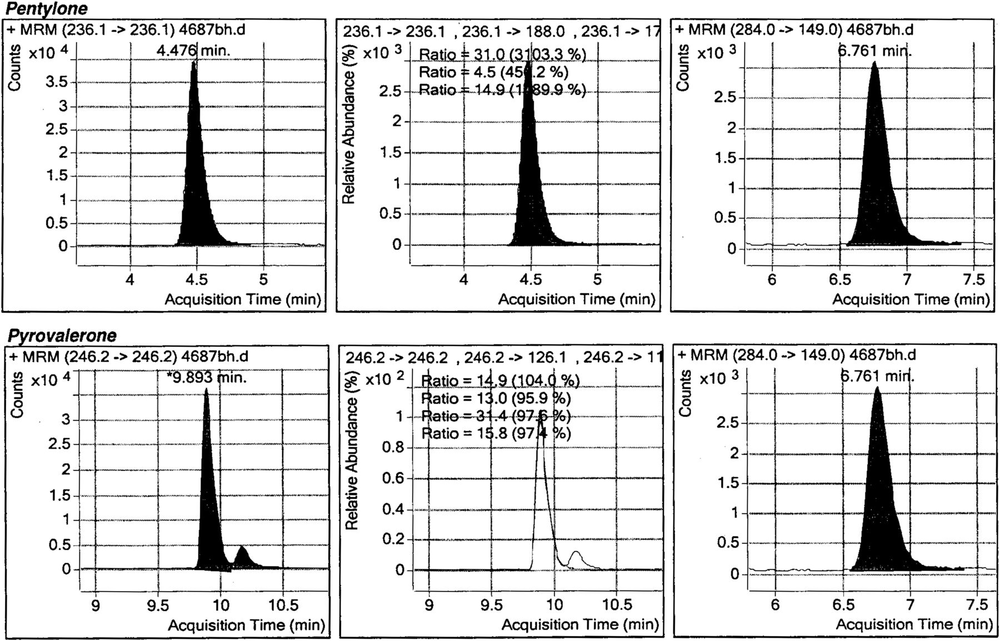 Pentylone
+ MRM (236.1 -> 236.1) 4687bh.d
Counts
x10 4
4.476 min.
3.5
3
2.5
2
1.5
1
0.5
0
4
4.5
5
Acquisition Time (min)
236.1 -> 236.1 , 236.1 -> 188.0 , 236.1 -> 17
Relative Abundance (%)
x10 3
Ratio = 31.0 (3103.3 %)
Ratio = 4.5 (45 .2 %)
Ratio = 14.9 (1 89.9 %)
2.5
2
1.5
1
0.5
0
4
4.5
5
Acquisition Time (min)
+ MRM (284.0 -> 149.0) 4687bh.d
Counts
x10 3
6.761 min.
2.5
2
1.5
1
0.5
0
6
6.5
7
7.5
Acquisition Time (min)
Pyrovalerone
+ MRM (246.2 -> 246.2) 4687bh.d
Counts
x10 4
*9.893 min.
3
2.5
2
1.5
1
0.5
0
9
9.5
10
10.5
Acquisition Time (min)
246.2 -> 246.2 , 246.2 -> 126.1 , 246.2 -> 11
Relative Abundance (%)
x10 2
Ratio = 14.9 (104.0 %)
Ratio = 13.0 (95.9 %)
Ratio = 31.4 (97.6 %)
Ratio = 15.8 (97.4 %)
1
0.8
0.6
0.4
0.2
0
9
9.5
10
10.5
Acquisition Time (min)
+ MRM (284.0 -> 149.0) 4687bh.d
Counts
x10 3
6.761 min.
2.5
2
1.5
1
0.5
0
6
6.5
7
7.5
Acquisition Time (min)